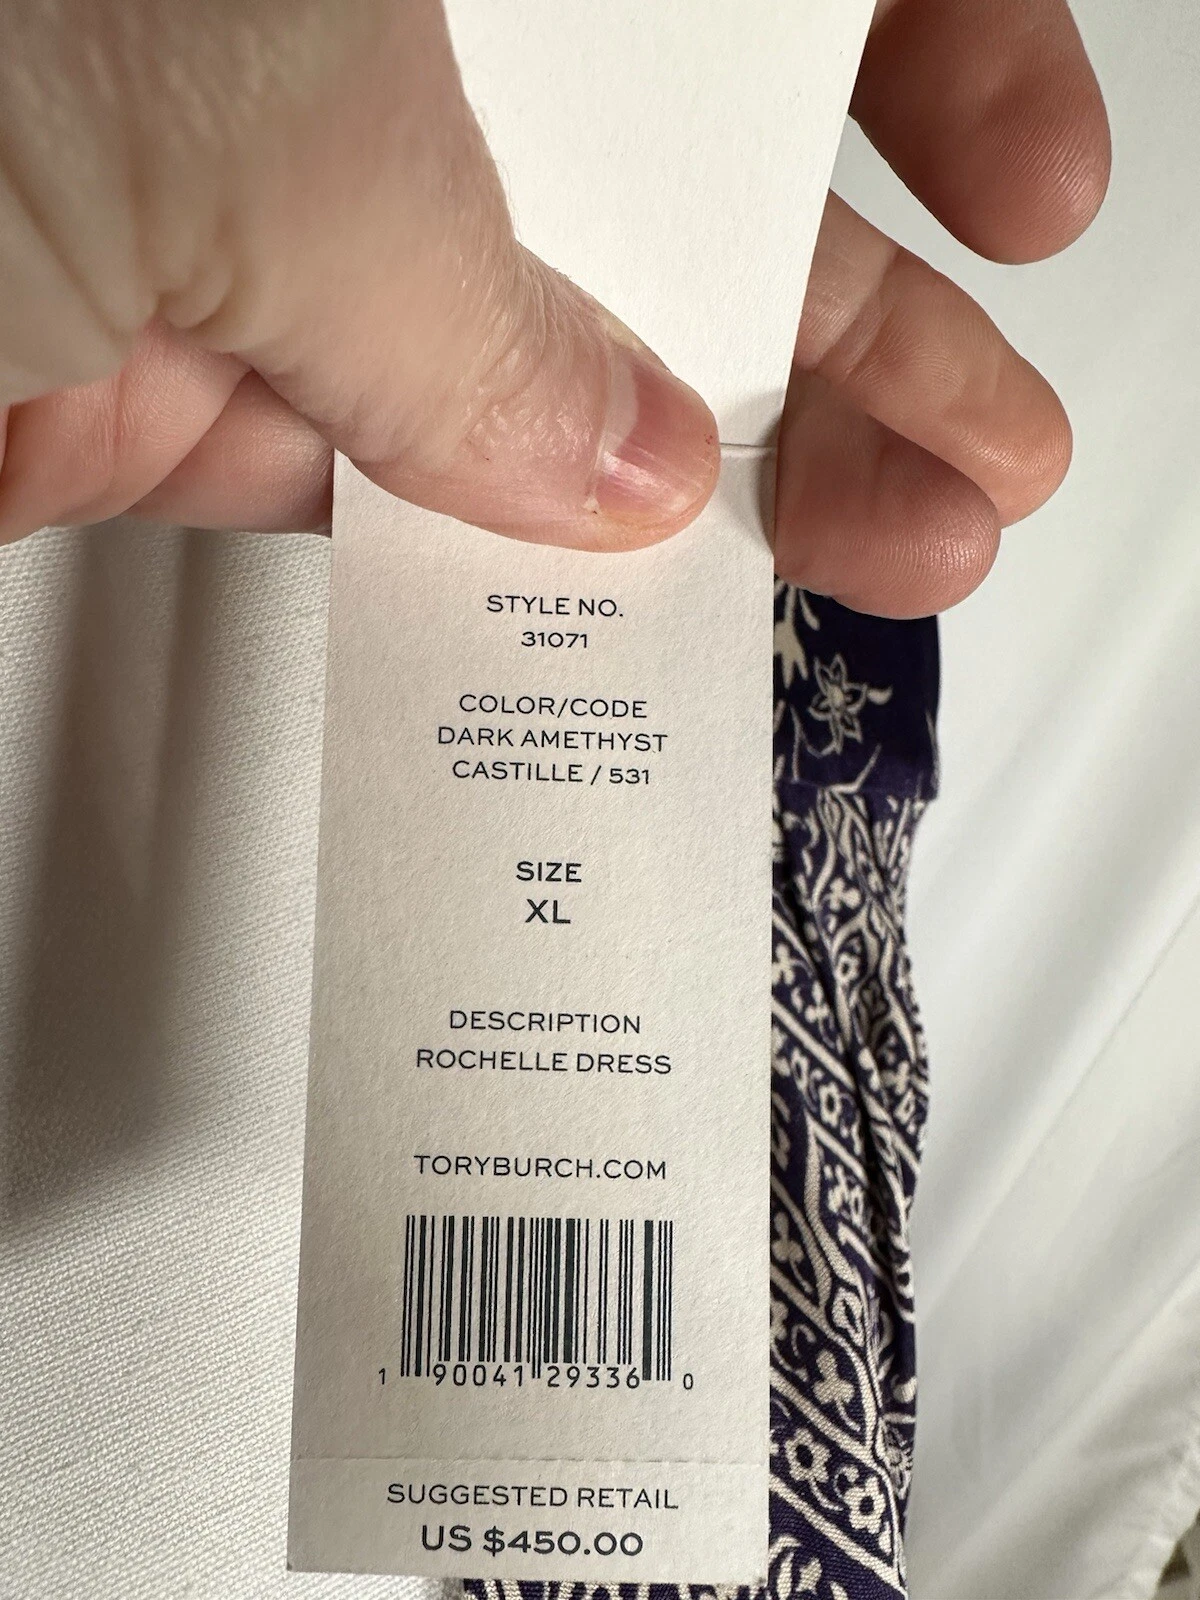 STYLE NO.
31071
COLOR/CODE
DARK AMETHYST
CASTILLE / 531
SIZE
XL
DESCRIPTION
ROCHELLE DRESS
TORYBURCH.COM
1 90041 29336 0
SUGGESTED RETAIL
US $450.00